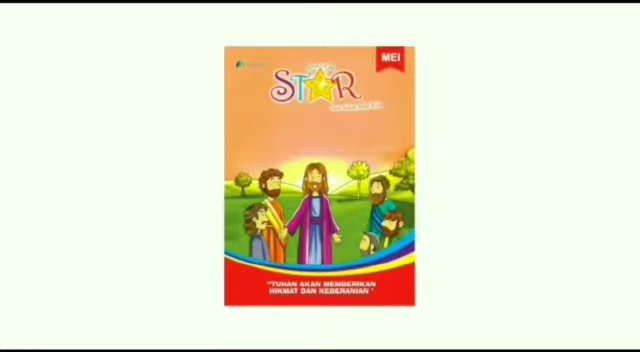 MEI
STAR
"TUHAN AKAN MEMBERIKAN
HIKMAT DAN KEBERANIAN"